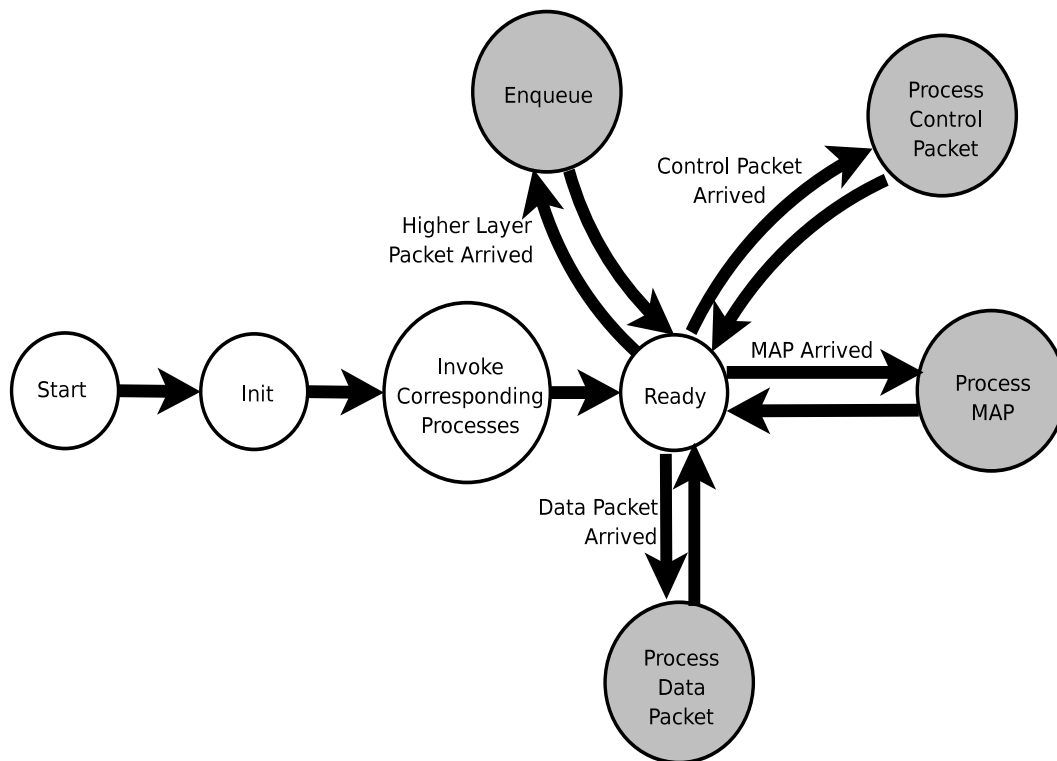 Enqueue
Process
Control
Packet
Control Packet
Arrived
Higher Layer
Packet Arrived
Start
Init
Invoke
Corresponding
Processes
Ready
MAP Arrived
Process
MAP
Data Packet
Arrived
Process
Data
Packet